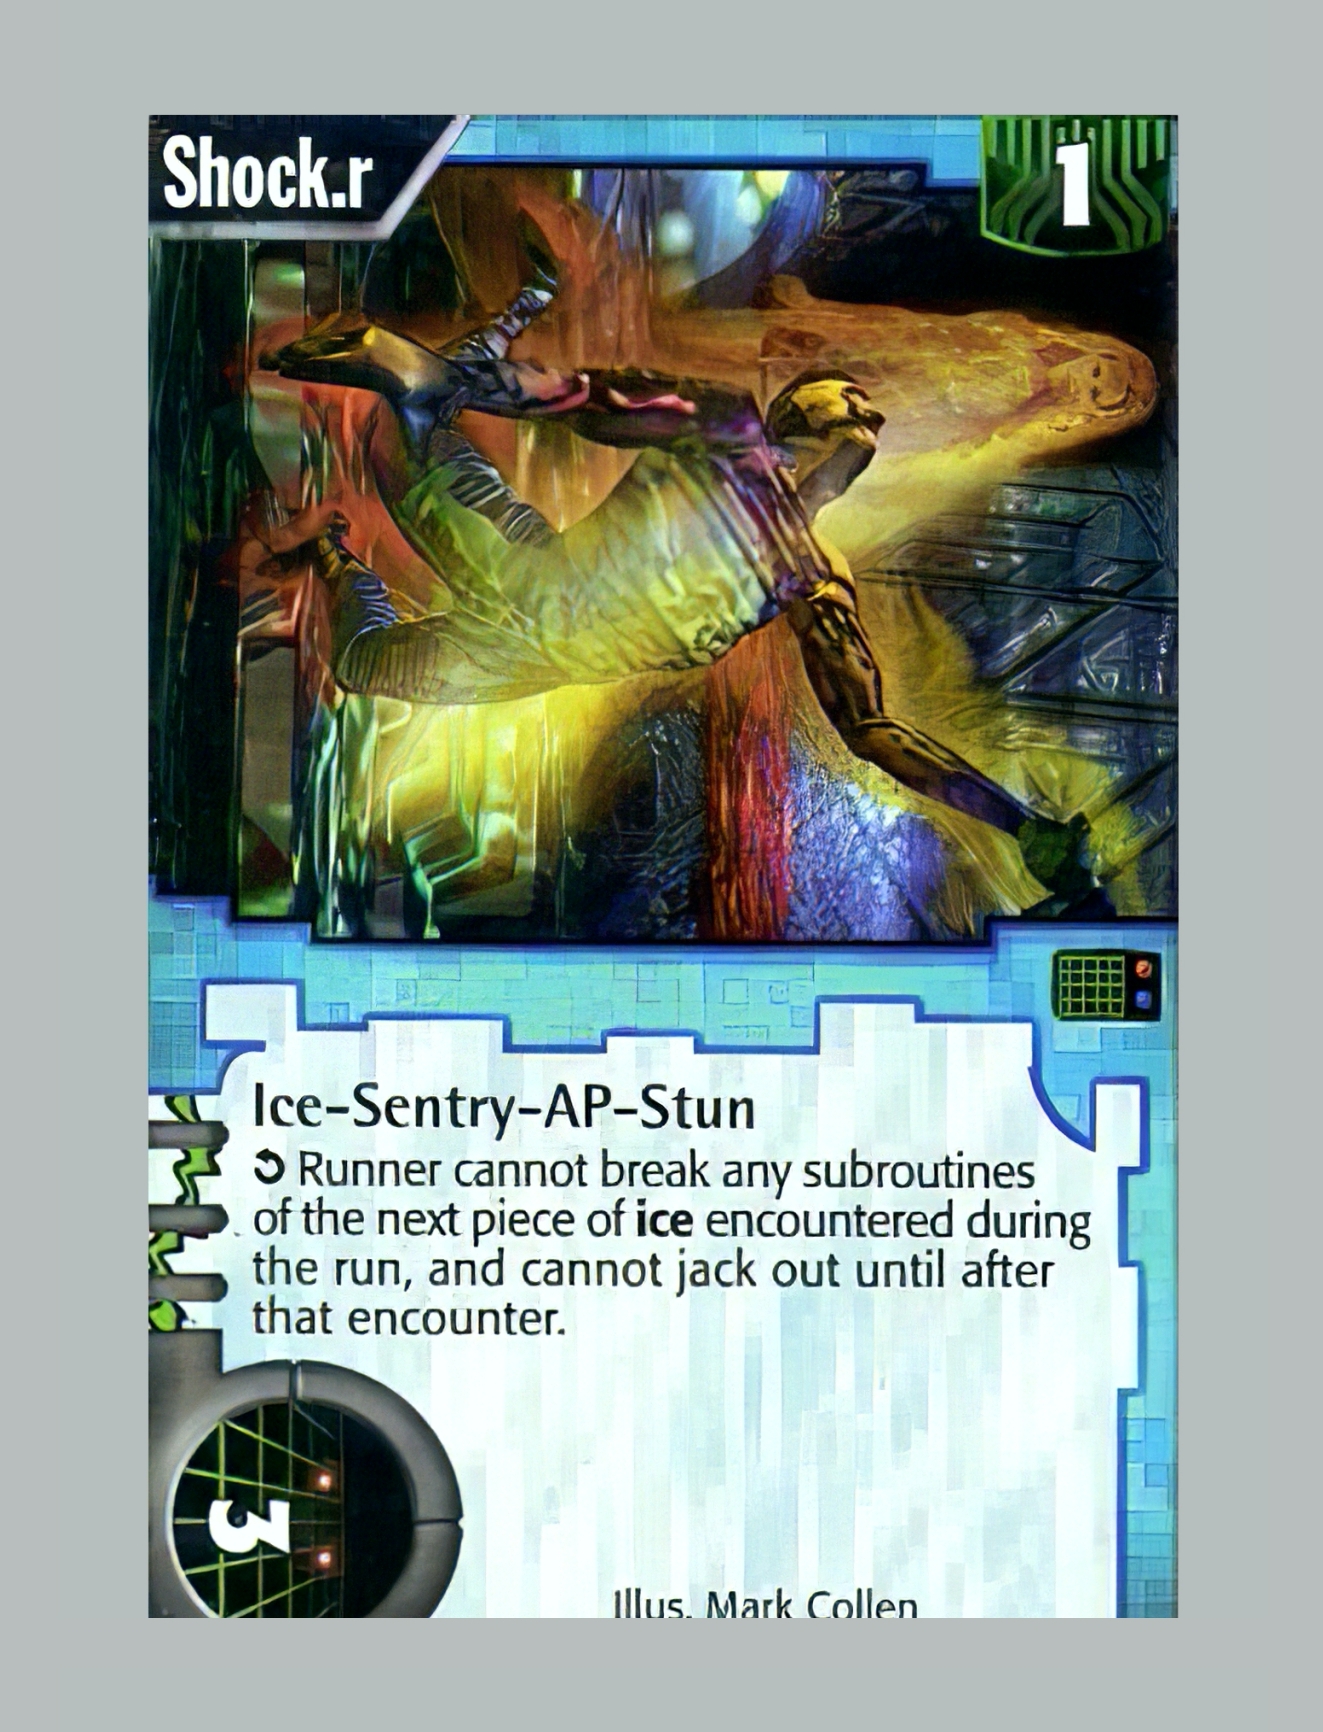 Shock.r
1
Ice-Sentry-AP-Stun
Runner cannot break any subroutines
of the next piece of ice encountered during
the run, and cannot jack out until after
that encounter.
3
Illus. Mark Collen